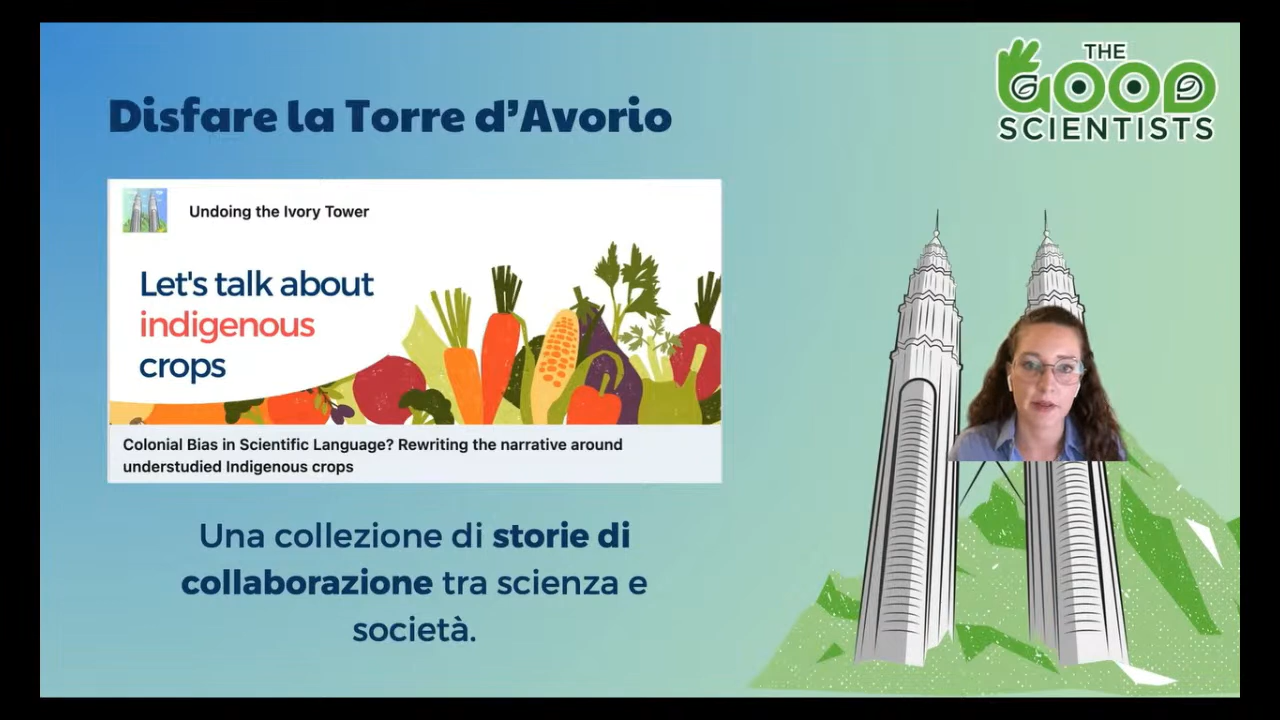 THE
GOOD
SCIENTISTS
Disfare la Torre d’Avorio
Undoing the Ivory Tower
Let's talk about
indigenous
crops
Colonial Bias in Scientific Language? Rewriting the narrative around
understudied Indigenous crops
Una collezione di storie di
collaborazione tra scienza e
società.